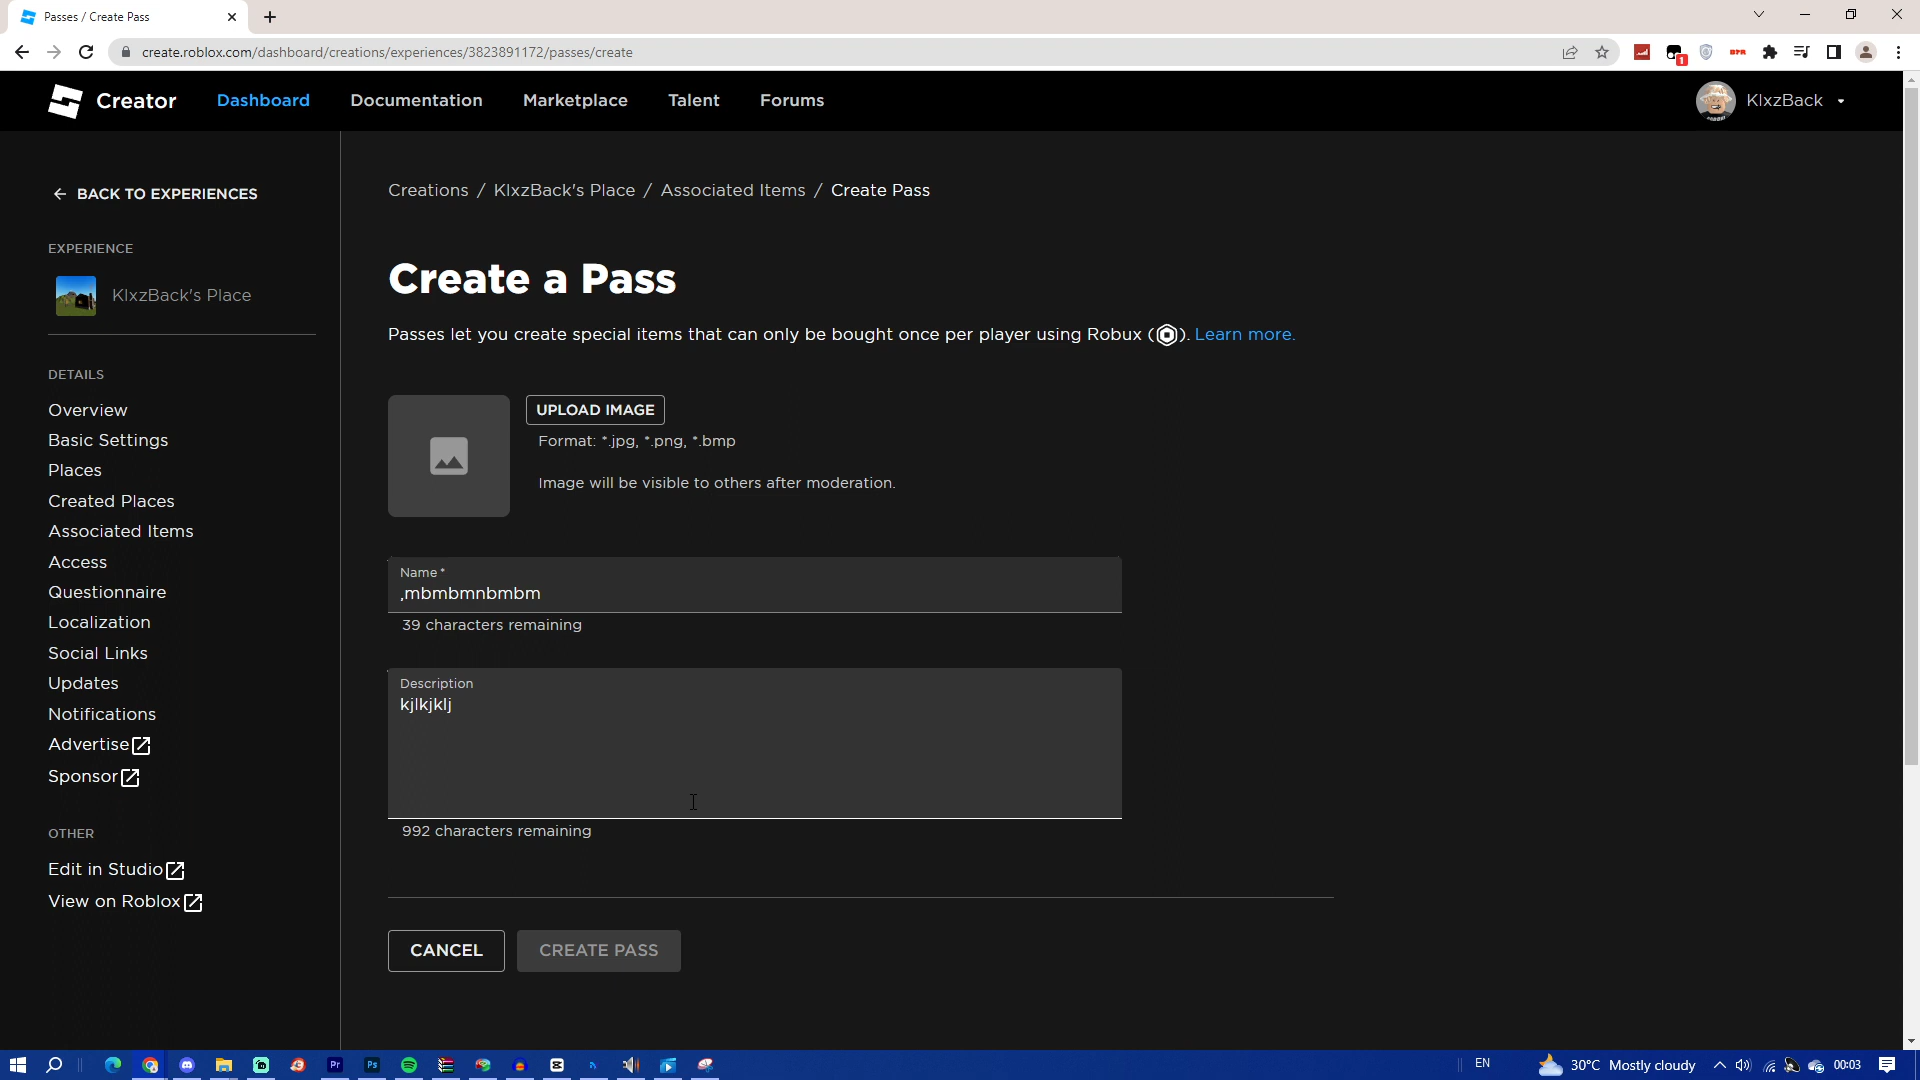 Passes / Create Pass
create.roblox.com/dashboard/creations/experiences/3823891172/passes/create
1
Creator
Dashboard
Documentation
Marketplace
Talent
Forums
KlxzBack
BACK TO EXPERIENCES
EXPERIENCE
KlxzBack's Place
DETAILS
Overview
Basic Settings
Places
Created Places
Associated Items
Access
Questionnaire
Localization
Social Links
Updates
Notifications
Advertise
Sponsor
OTHER
Edit in Studio
View on Roblox
Creations / KlxzBack's Place / Associated Items / Create Pass
Create a Pass
Passes let you create special items that can only be bought once per player using Robux ( ). Learn more.
UPLOAD IMAGE
Format: *.jpg, *.png, *.bmp
Image will be visible to others after moderation.
Name *
,mbmbmnbmbm
39 characters remaining
Description
kjlkjklj
992 characters remaining
CANCEL
CREATE PASS
Pr
Ps
EN
30°C Mostly cloudy
00:03